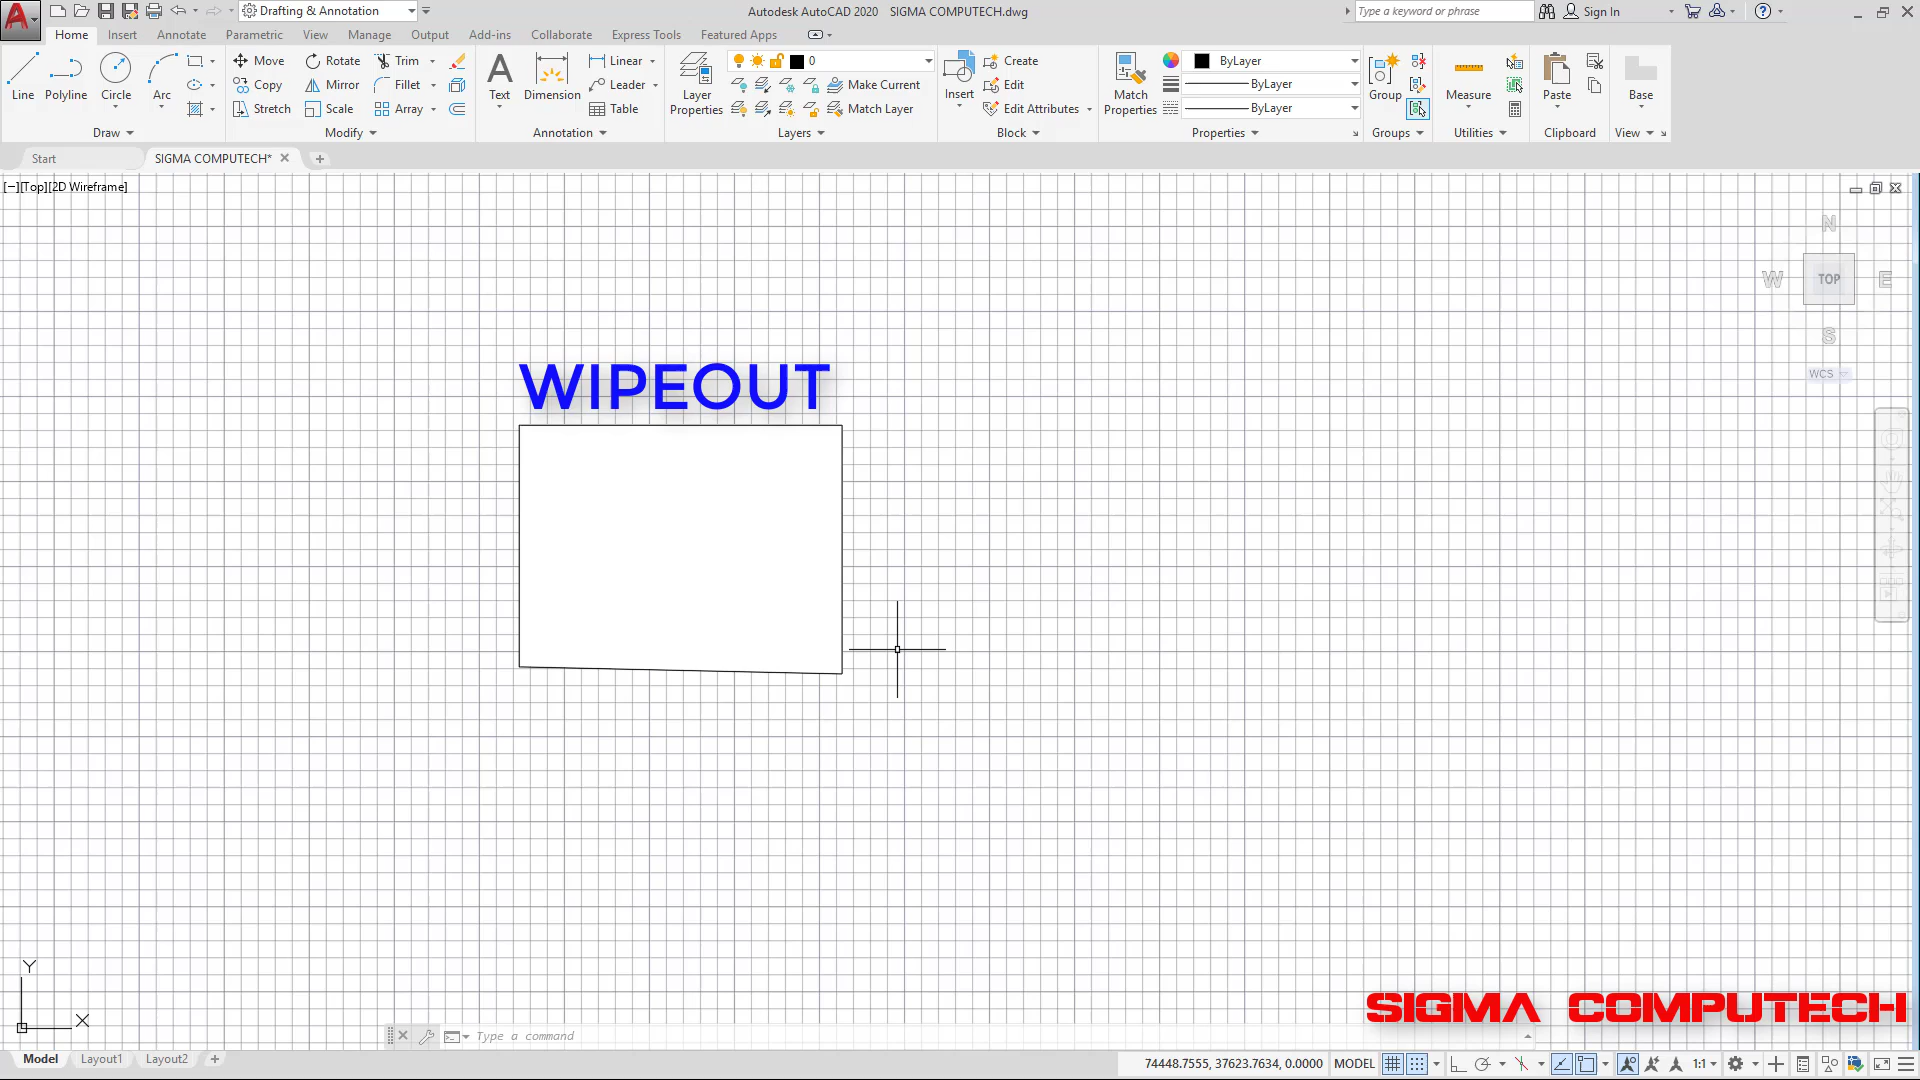 Drafting & Annotation
Autodesk AutoCAD 2020 SIGMA COMPUTECH.dwg
Type a keyword or phrase
Sign In
Home Insert Annotate Parametric View Manage Output Add-ins Collaborate Express Tools Featured Apps
Line Polyline Circle Arc
Draw
Move Rotate Trim
Copy Mirror Fillet
Stretch Scale Array
Modify
Text Dimension
Linear
Leader
Table
Annotation
Layer Properties
0
Make Current
Match Layer
Layers
Insert
Create
Edit
Edit Attributes
Block
Match Properties
ByLayer
ByLayer
ByLayer
Properties
Group
Groups
Measure
Utilities
Paste
Clipboard
Base
View
Start SIGMA COMPUTECH*
[−][Top][2D Wireframe]
N
W TOP E
S
WCS
WIPEOUT
Y
X
SIGMA COMPUTECH
Type a command
Model Layout1 Layout2
74448.7555, 37623.7634, 0.0000 MODEL
1:1